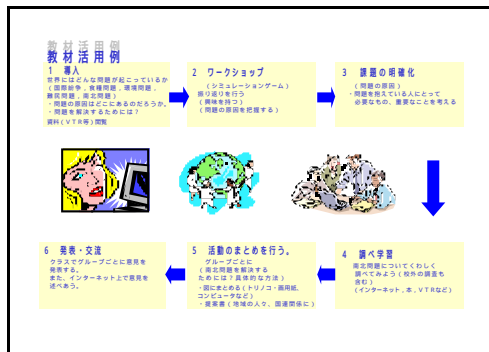 教材活用例
1 導入
世界にはどんな問題が起こっているか
(国際紛争,食糧問題,環境問題,
難民問題,南北問題)
・問題の原因はどこにあるのだろうか。
・問題を解決するためには?
資料(VTR等)閲覧
2 ワークショップ
(シミュレーションゲーム)
振り返りを行う
(興味を持つ)
(問題の原因を把握する)
3 課題の明確化
(問題の原因)
・問題を抱えている人にとって
必要なもの、重要なことを考える
4 調べ学習
南北問題についてくわしく
調べてみよう(校外の調査も
含む)
(インターネット,本,VTRなど)
5 活動のまとめを行う。
グループごとに
(南北問題を解決する
ためには?具体的な方法)
・図にまとめる(トリノコ・画用紙,
コンピュータなど)
・提案書(地域の人々、国連関係に)
6 発表・交流
クラスでグループごとに意見を
発表する。
また、インターネット上で意見を
述べあう。